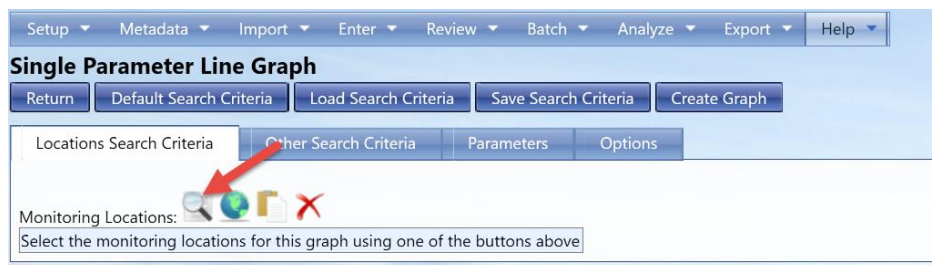 Setup Metadata Import Enter Review Batch Analyze Export Help
Single Parameter Line Graph
Return Default Search Criteria Load Search Criteria Save Search Criteria Create Graph
Locations Search Criteria Other Search Criteria Parameters Options
Monitoring Locations:
Select the monitoring locations for this graph using one of the buttons above